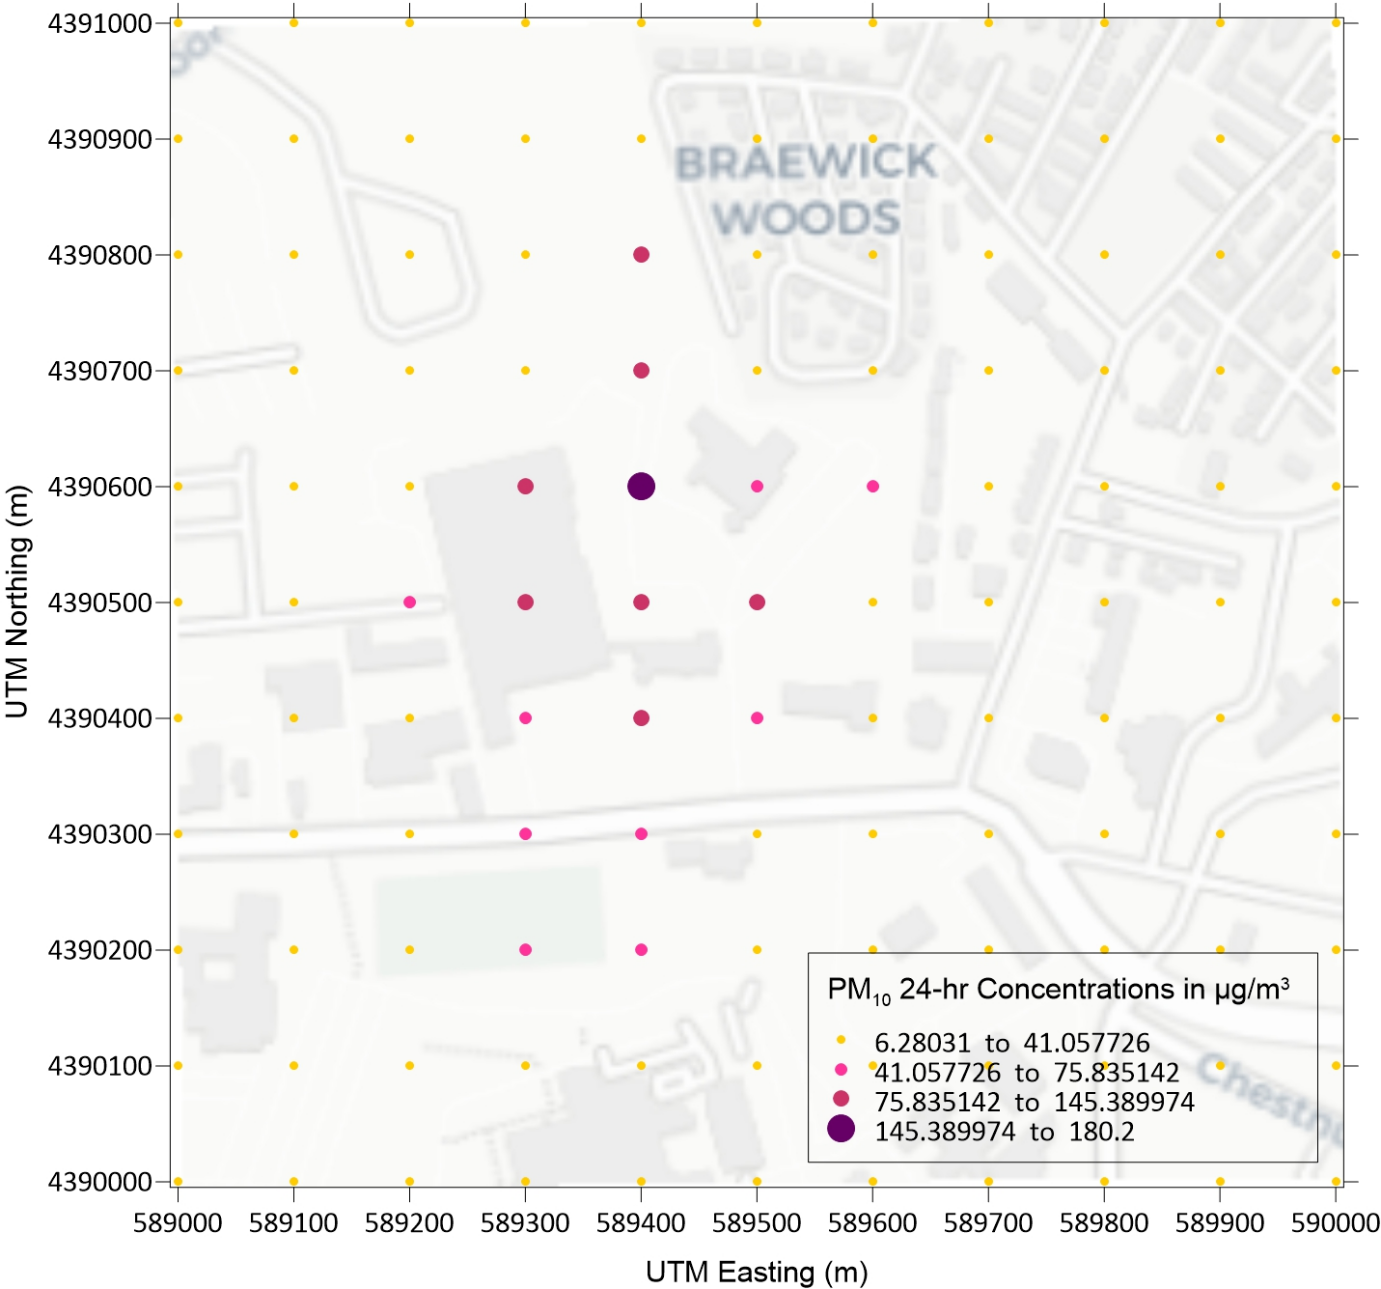 4391000
4390900
BRAEWICK
WOODS
4390800
4390700
4390600
4390500
4390400
4390300
4390200
4390100
4390000
UTM Northing (m)
PM10 24-hr Concentrations in µg/m³
6.28031 to 41.057726
41.057726 to 75.835142
75.835142 to 145.389974
145.389974 to 180.2
589000 589100 589200 589300 589400 589500 589600 589700 589800 589900 590000
UTM Easting (m)